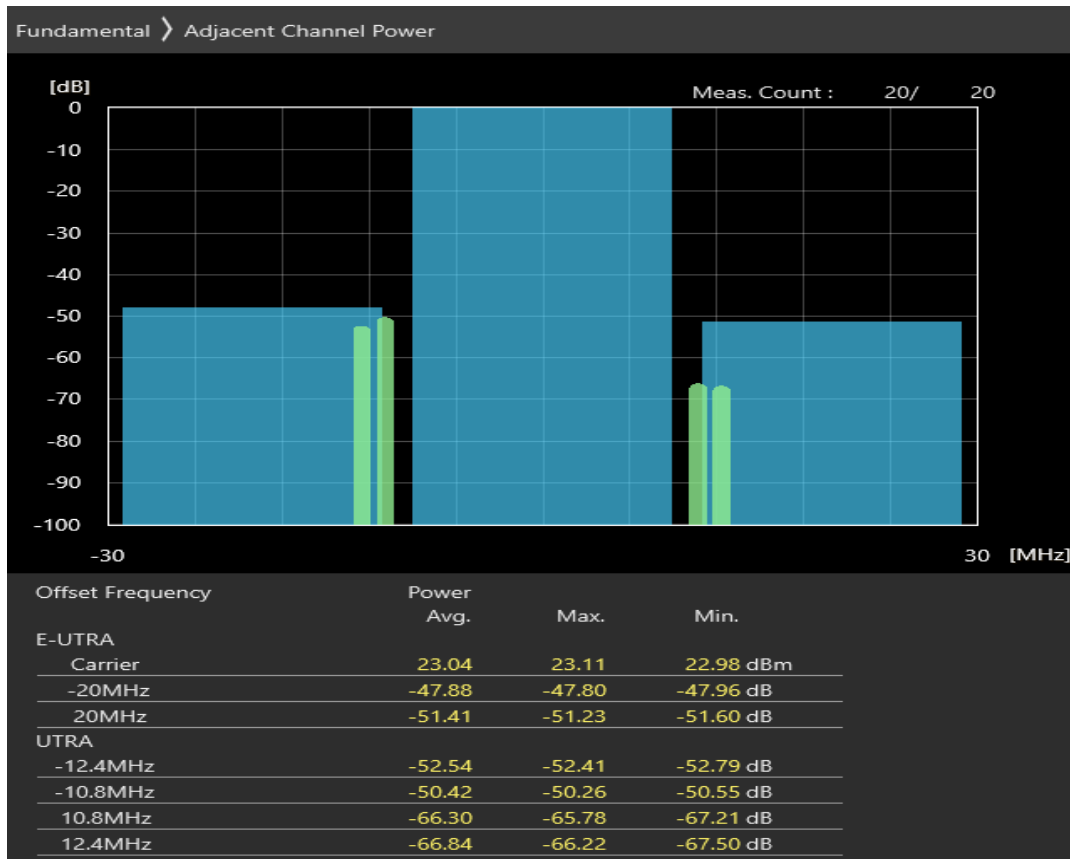 Fundamental 〉 Adjacent Channel Power
[dB]
Meas. Count : 20/ 20
0
-10
-20
-30
-40
-50
-60
-70
-80
-90
-100
-30 30 [MHz]
Offset Frequency Power
Avg. Max. Min.
E-UTRA
Carrier 23.04 23.11 22.98 dBm
-20MHz -47.88 -47.80 -47.96 dB
20MHz -51.41 -51.23 -51.60 dB
UTRA
-12.4MHz -52.54 -52.41 -52.79 dB
-10.8MHz -50.42 -50.26 -50.55 dB
10.8MHz -66.30 -65.78 -67.21 dB
12.4MHz -66.84 -66.22 -67.50 dB